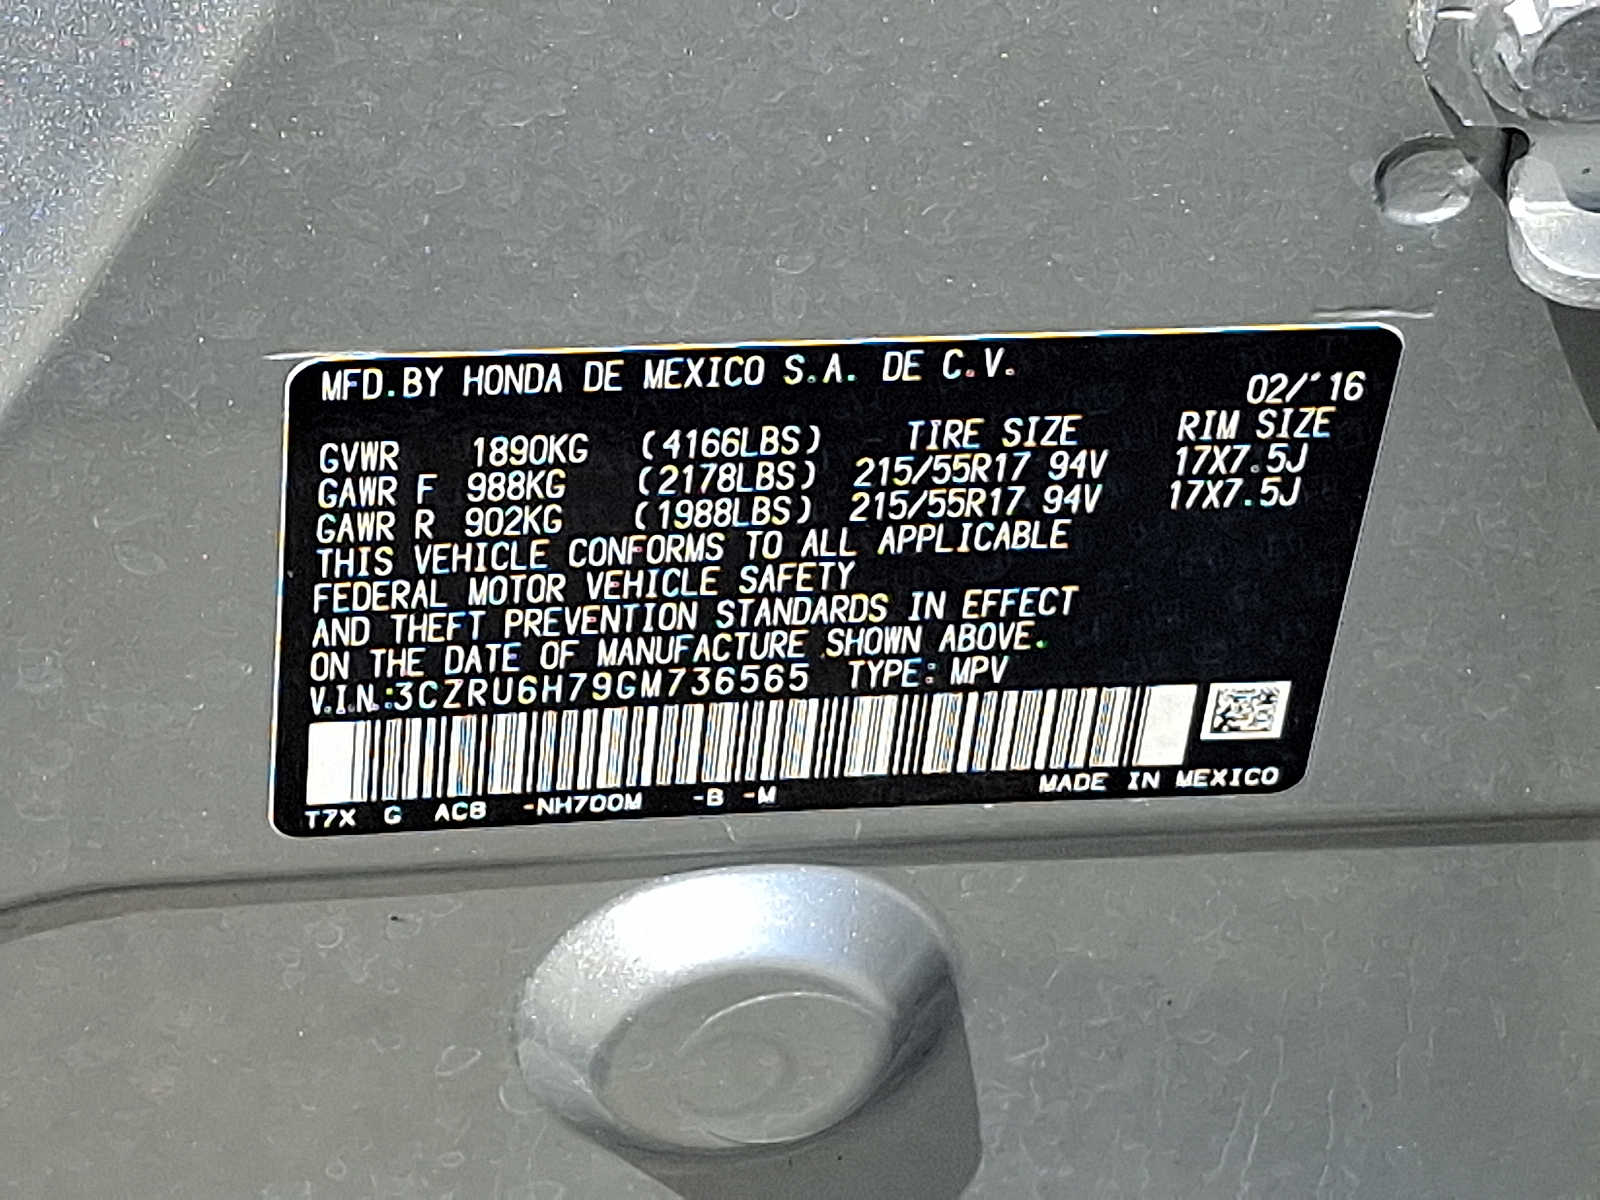 MFD.BY HONDA DE MEXICO S.A. DE C.V.
02/'16
GVWR 1890KG (4166LBS) TIRE SIZE RIM SIZE
GAWR F 988KG (2178LBS) 215/55R17 94V 17X7.5J
GAWR R 902KG (1988LBS) 215/55R17 94V 17X7.5J
THIS VEHICLE CONFORMS TO ALL APPLICABLE
FEDERAL MOTOR VEHICLE SAFETY
AND THEFT PREVENTION STANDARDS IN EFFECT
ON THE DATE OF MANUFACTURE SHOWN ABOVE.
V.I.N.:3CZRU6H79GM736565 TYPE: MPV
T7X G ACB -NH700M -B -M MADE IN MEXICO